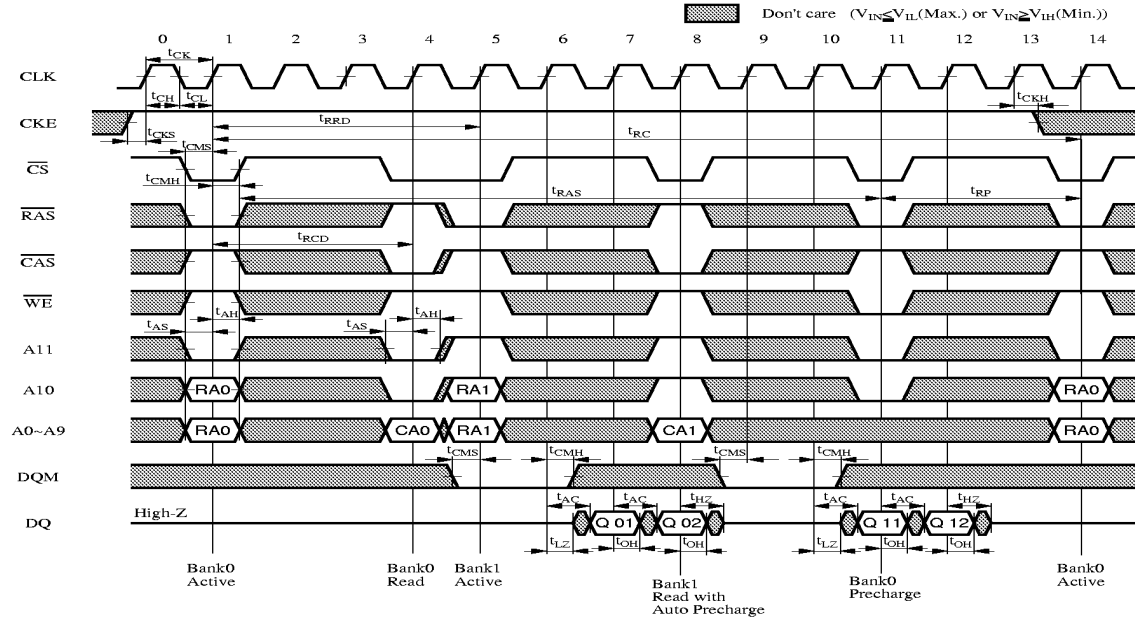 Don't care (VIN≤VIL(Max.) or VIN≥VIH(Min.))
0 1 2 3 4 5 6 7 8 9 10 11 12 13 14
tCK
CLK
tCH tCL tCKH
CKE
tCKS tRRD tRC
tCMS
CS
tCMH tRAS tRP
RAS
tRCD
CAS
WE
tAS tAH tAS tAH
A11
A10 RA0 RA1 RA0
A0~A9 RA0 CA0 RA1 CA1 RA0
tCMS tCMH tCMS tCMH
DQM
tAC tAC tHZ tAC tAC tHZ
DQ High-Z Q 01 Q 02 Q 11 Q 12
tLZ tOH tOH tLZ tOH tOH
Bank0 Active
Bank0 Read
Bank1 Active
Bank1 Read with Auto Precharge
Bank0 Precharge
Bank0 Active